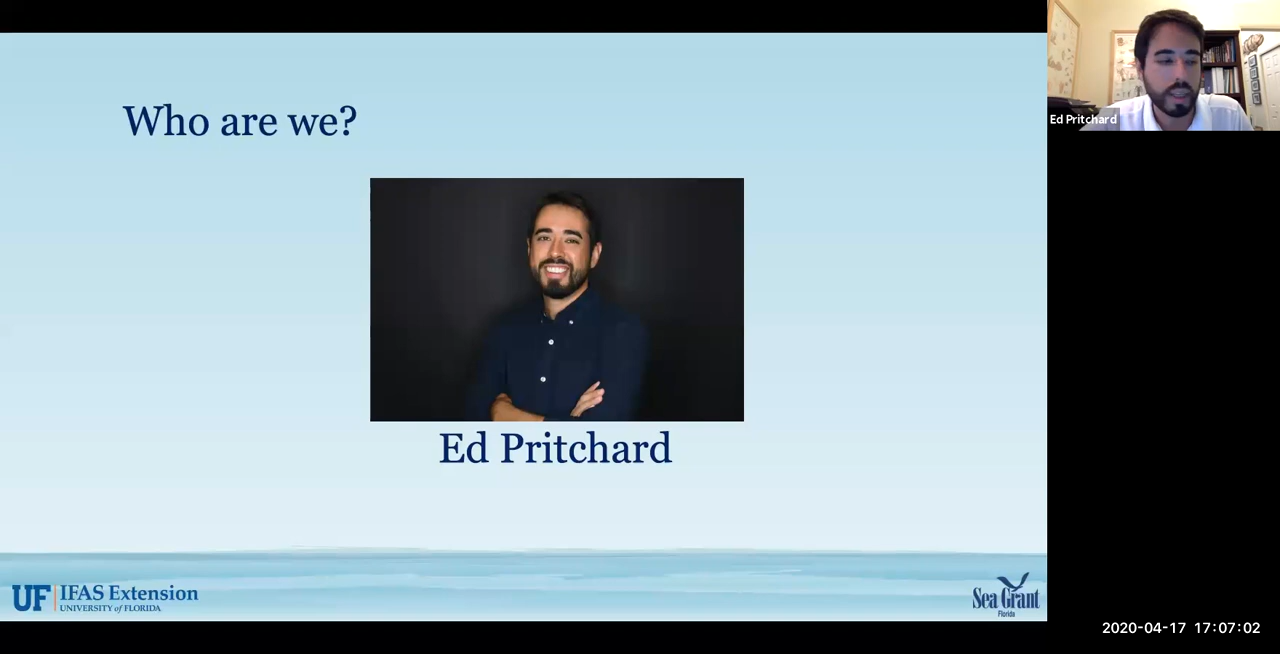 Who are we?
Ed Pritchard
Ed Pritchard
UF IFAS Extension
UNIVERSITY of FLORIDA
Sea Grant
Florida
2020-04-17 17:07:02